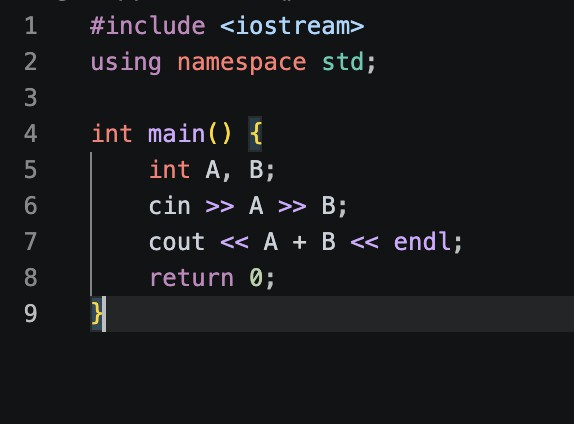 1 #include <iostream>
2 using namespace std;
3
4 int main() {
5     int A, B;
6     cin >> A >> B;
7     cout << A + B << endl;
8     return 0;
9 }